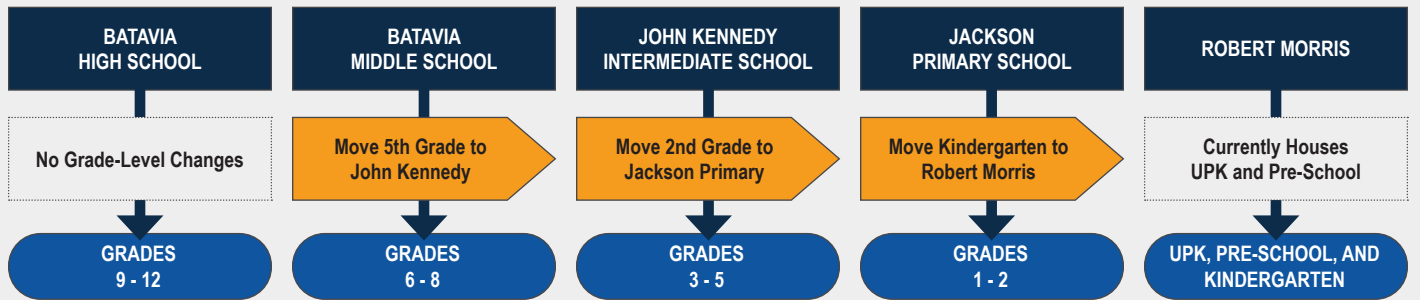 BATAVIA
HIGH SCHOOL
No Grade-Level Changes
GRADES
9 - 12
BATAVIA
MIDDLE SCHOOL
Move 5th Grade to
John Kennedy
GRADES
6 - 8
JOHN KENNEDY
INTERMEDIATE SCHOOL
Move 2nd Grade to
Jackson Primary
GRADES
3 - 5
JACKSON
PRIMARY SCHOOL
Move Kindergarten to
Robert Morris
GRADES
1 - 2
ROBERT MORRIS
Currently Houses
UPK and Pre-School
UPK, PRE-SCHOOL, AND
KINDERGARTEN